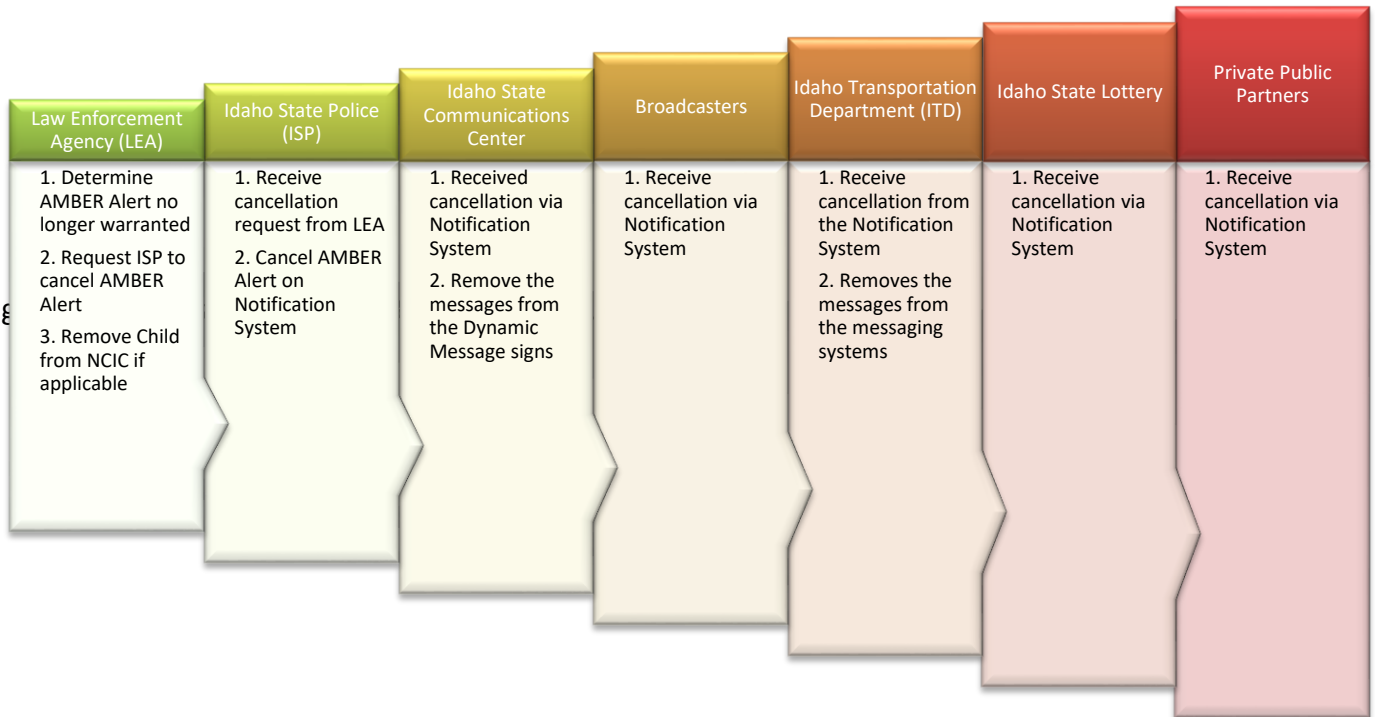 Law Enforcement
Agency (LEA)
1. Determine
AMBER Alert no
longer warranted
2. Request ISP to
cancel AMBER
Alert
3. Remove Child
from NCIC if
applicable
g
Idaho State Police
(ISP)
1. Receive
cancellation
request from LEA
2. Cancel AMBER
Alert on
Notification
System
Idaho State
Communications
Center
1. Received
cancellation via
Notification
System
2. Remove the
messages from
the Dynamic
Message signs
Broadcasters
1. Receive
cancellation via
Notification
System
Idaho Transportation
Department (ITD)
1. Receive
cancellation from
the Notification
System
2. Removes the
messages from
the messaging
systems
Idaho State Lottery
1. Receive
cancellation via
Notification
System
Private Public
Partners
1. Receive
cancellation via
Notification
System